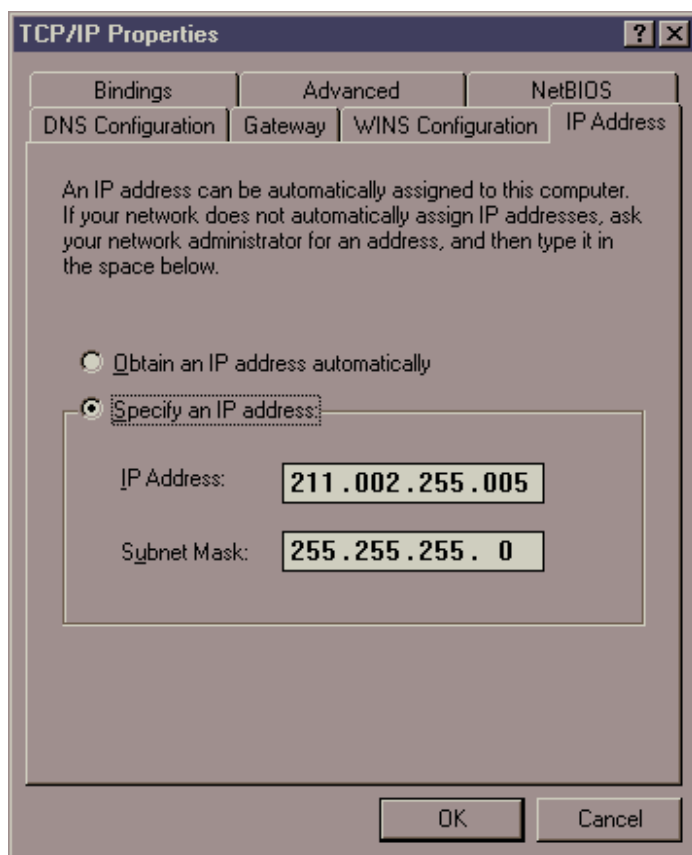 TCP/IP Properties
? X
Bindings Advanced NetBIOS
DNS Configuration Gateway WINS Configuration IP Address
An IP address can be automatically assigned to this computer.
If your network does not automatically assign IP addresses, ask
your network administrator for an address, and then type it in
the space below.
Obtain an IP address automatically
Specify an IP address:
IP Address: 211.002.255.005
Subnet Mask: 255.255.255. 0
OK Cancel